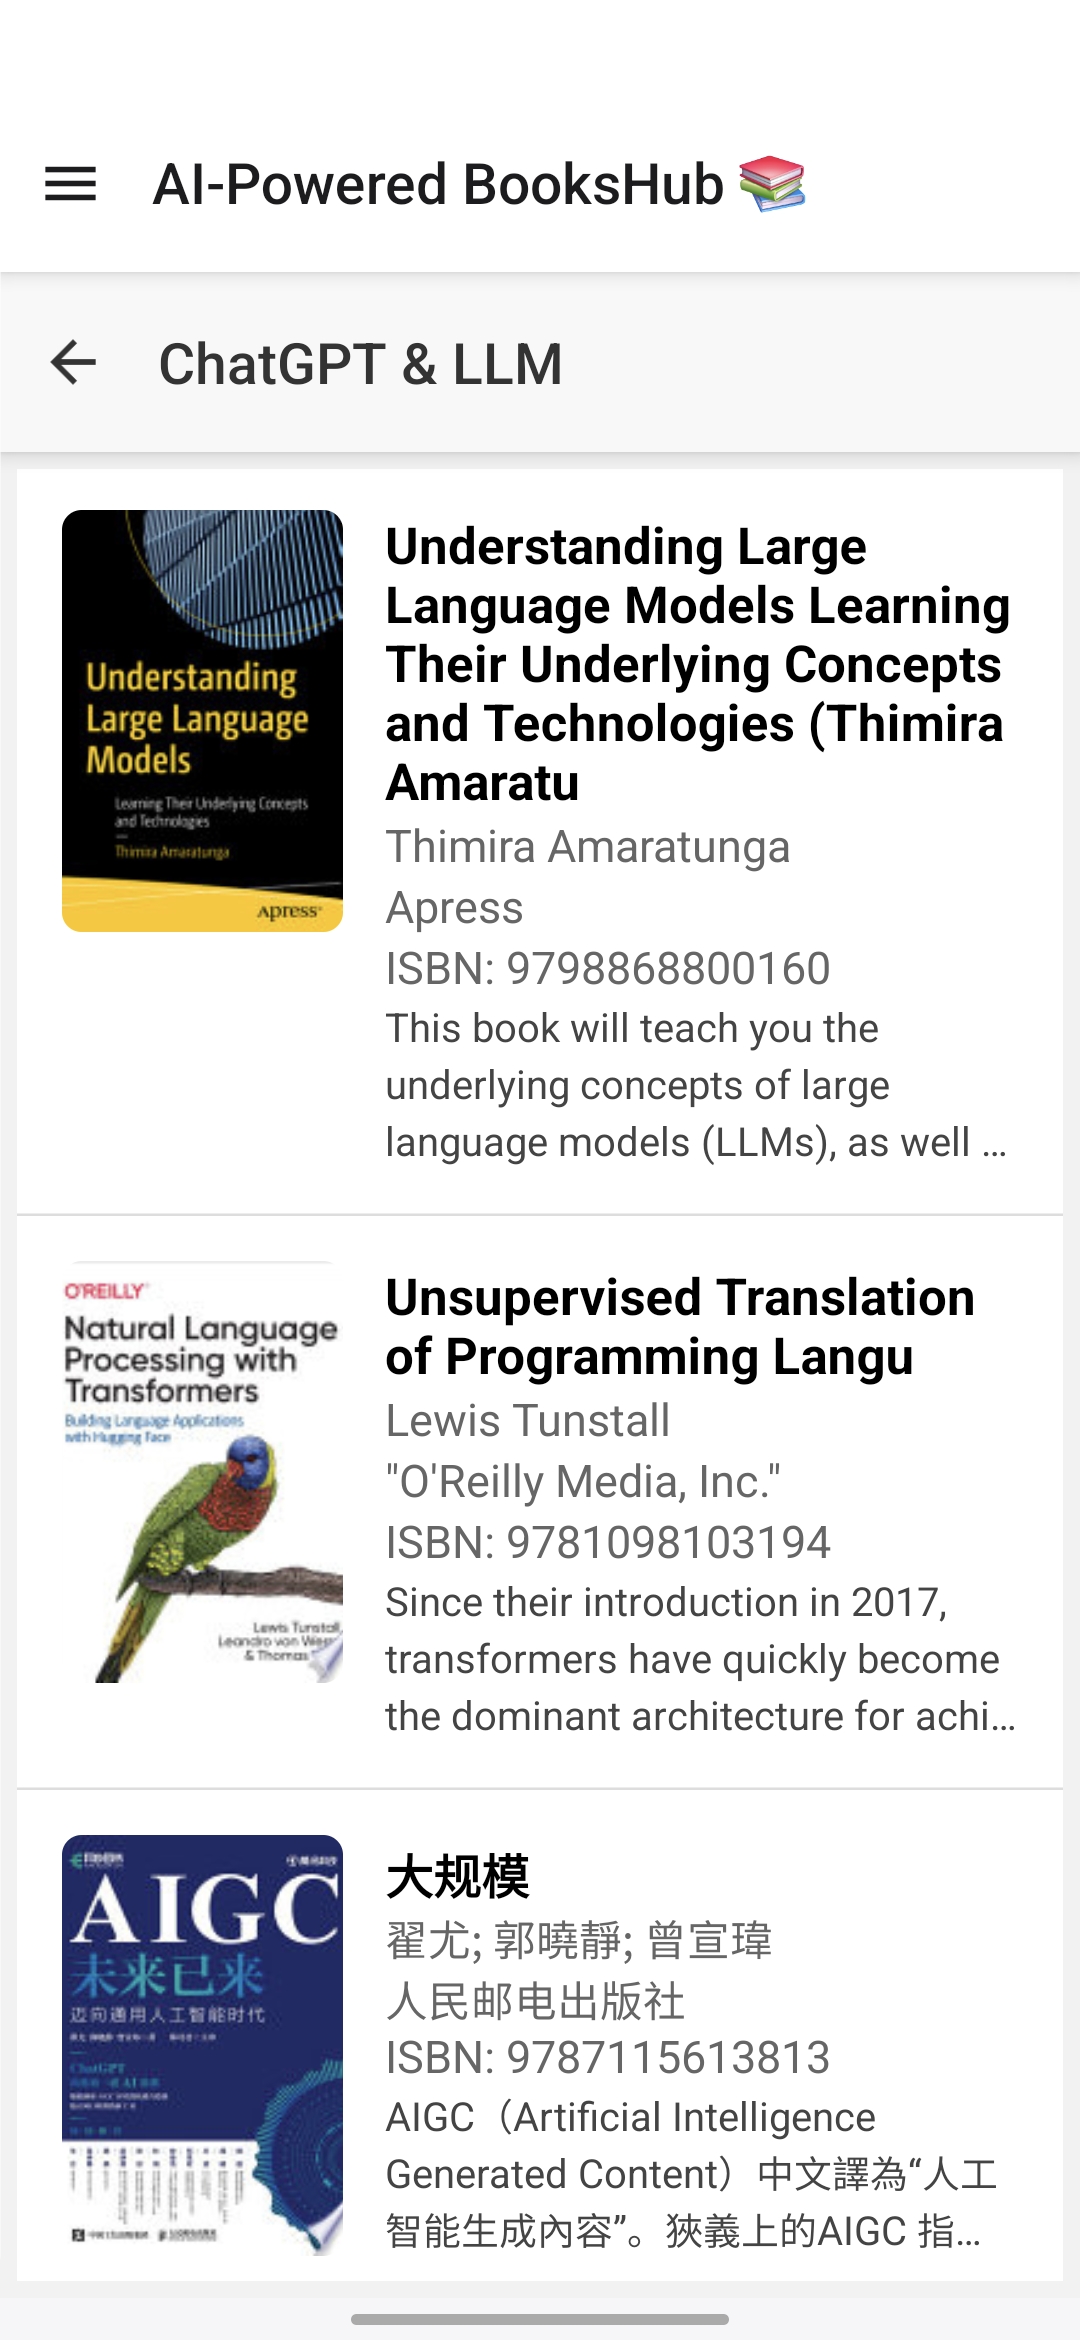 AI-Powered BooksHub
ChatGPT & LLM
Understanding
Large Language
Models
Learning Their Underlying Concepts
and Technologies
Thimira Amaratunga
Apress
Understanding Large
Language Models Learning
Their Underlying Concepts
and Technologies (Thimira
Amaratu
Thimira Amaratunga
Apress
ISBN: 9798868800160
This book will teach you the
underlying concepts of large
language models (LLMs), as well ...
O'REILLY
Natural Language
Processing with
Transformers
Building Language Applications
with Hugging Face
Lewis Tunstall,
Leandro von
& Thomas
Unsupervised Translation
of Programming Langu
Lewis Tunstall
"O'Reilly Media, Inc."
ISBN: 9781098103194
Since their introduction in 2017,
transformers have quickly become
the dominant architecture for achi...
AIGC
未来已来
迈向通用人工智能时代
ChatGPT
大规模
翟尤; 郭曉靜; 曾宣瑋
人民邮电出版社
ISBN: 9787115613813
AIGC（Artificial Intelligence
Generated Content）中文譯為“人工
智能生成內容”。狹義上的AIGC 指...